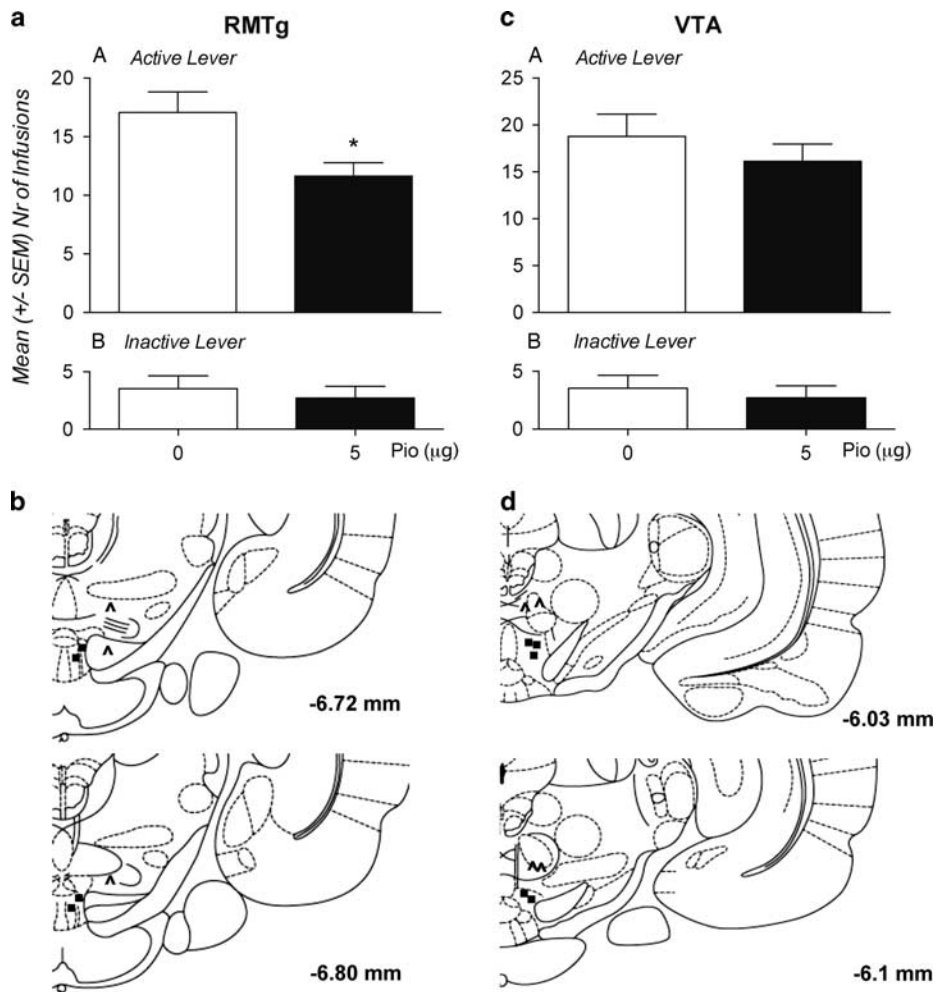 a
RMTg
A
Active Lever
Mean (+/- SEM) Nr of Infusions
20
15
10
5
0
*
B
Inactive Lever
5
0
0
5
Pio (µg)
c
VTA
A
Active Lever
25
20
15
10
5
0
B
Inactive Lever
5
0
0
5
Pio (µg)
b
-6.72 mm
-6.80 mm
d
-6.03 mm
-6.1 mm